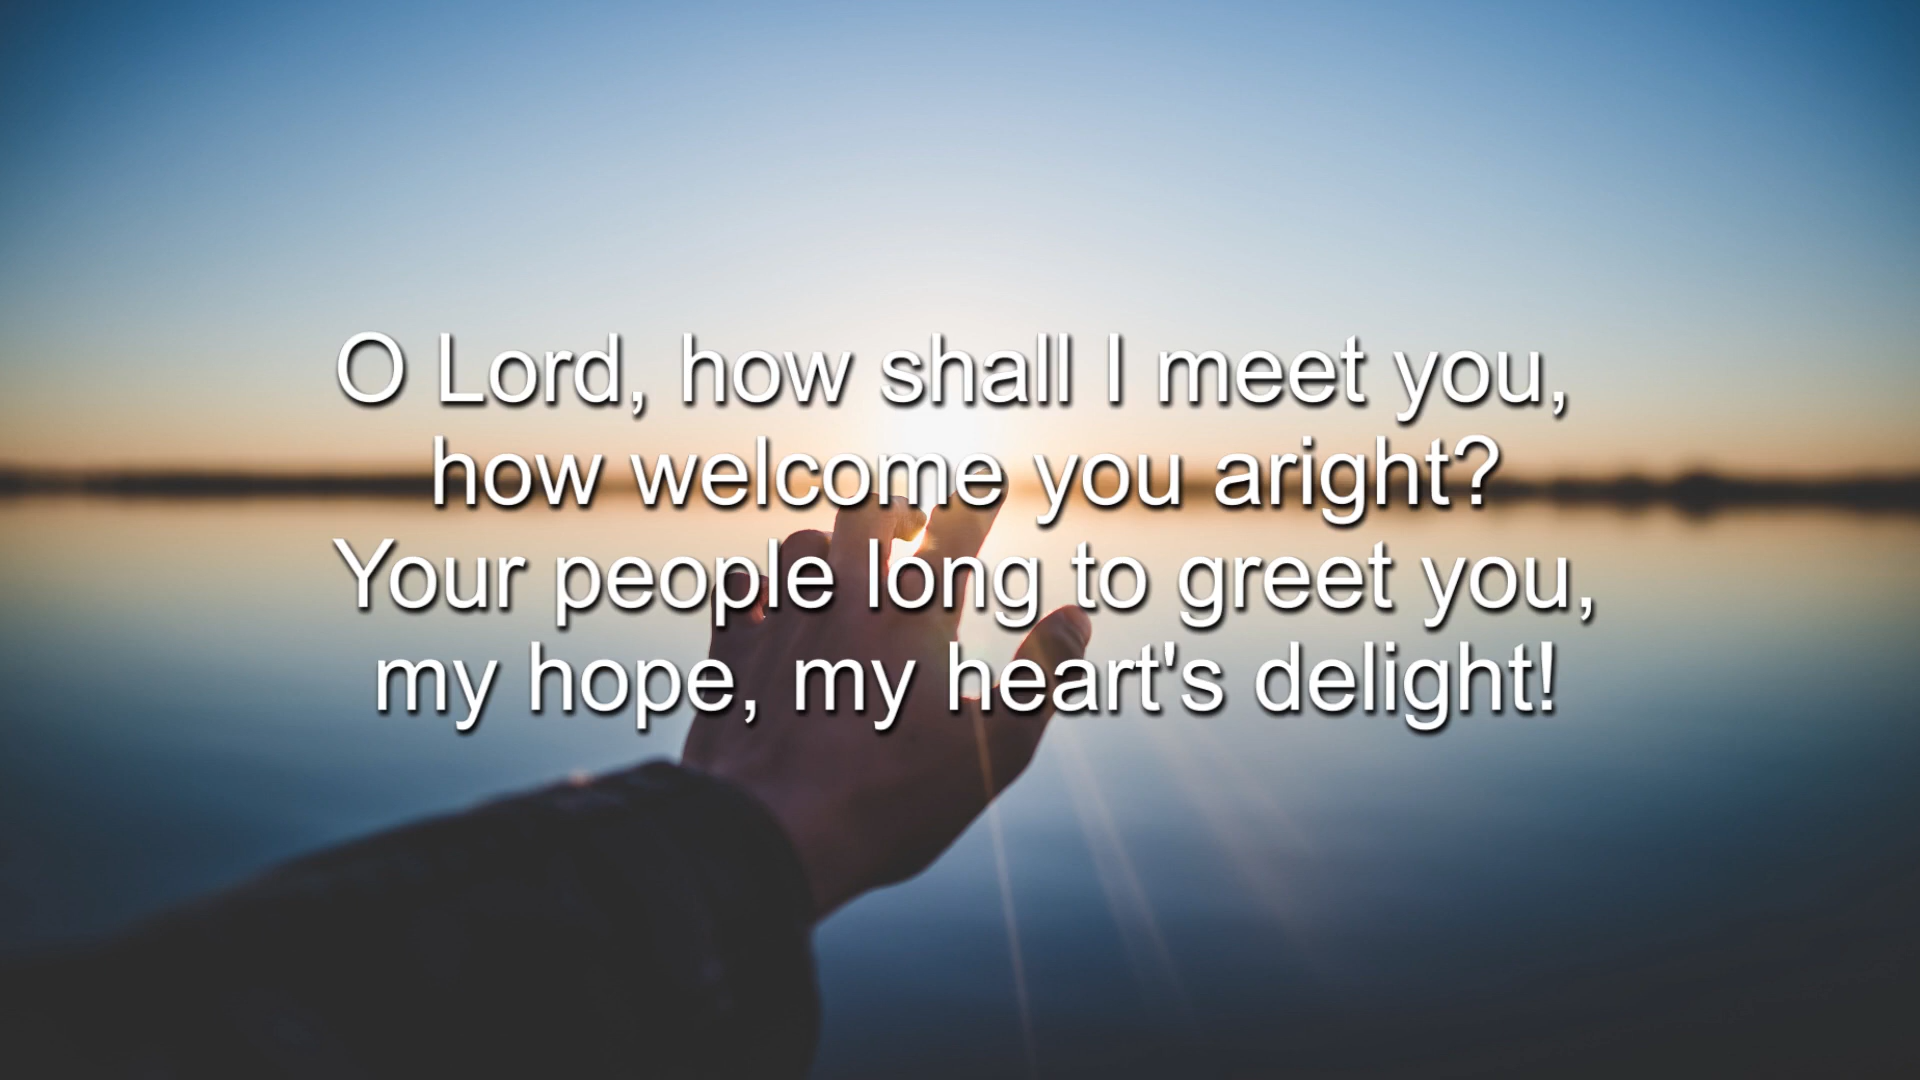 O Lord, how shall I meet you,
how welcome you aright?
Your people long to greet you,
my hope, my heart's delight!